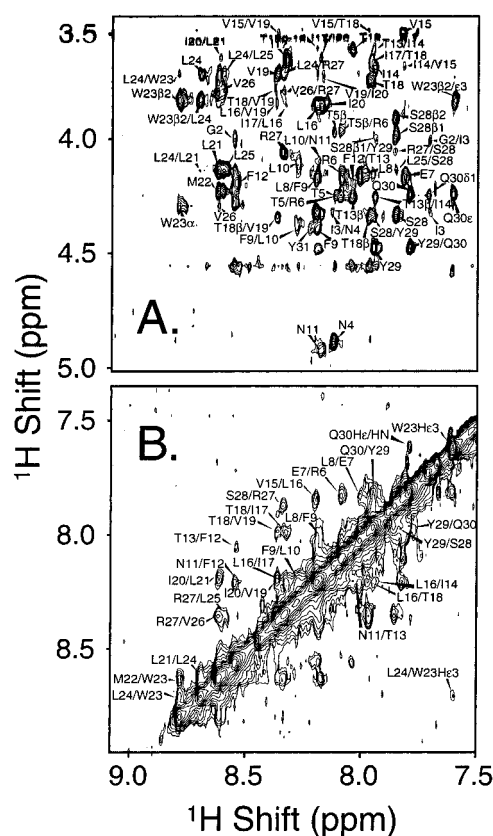 V15/V19
V15/T18
V15
3.5
I20/L21
T13/I14
L24
L24/L25
I17/T18
L24/W23
V19
L24/R27
I14
I14/V15
W23β2
V26
T18
W23β2/ε3
T18/V19
V26/R27
V19/I20
L16/V19
I20
W23β2/L24
I17/L16
L16
T5β
T5β/R6
S28β2
4.0
G2
R27
L10/N11
S28β1/Y29
S28β1
G2/I3
L21
R6
F12/T13
R27/S28
L24/L21
L25
L10
L25/S28
M22
F12
L8/F9
L8
E7
T5
Q30
Q30δ1
T5/R6
T13/I14
W23α
V26
T13β
Q30ε
T18β/V19
I3/N4
S28
I3
4.5
F9/L10
S28/Y29
Y31
F9
T18β
Y29/Q30
Y29
A.
N11
N4
5.0
¹H Shift (ppm)
B.
7.5
W23Hε3
Q30Hε/HN
Q30/Y29
L8/E7
E7/R6
V15/L16
S28/R27
T18/I17
8.0
T18/V19
L8/F9
Y29/Q30
T13/F12
Y29/S28
F9/L10
N11/F12
L16/I17
L16/I14
I20/L21
I20/V19
L16/T18
R27/L25
R27/V26
N11/T13
8.5
L21/L24
M22/W23
L24/W23Hε3
L24/W23
9.0
8.5
8.0
7.5
¹H Shift (ppm)